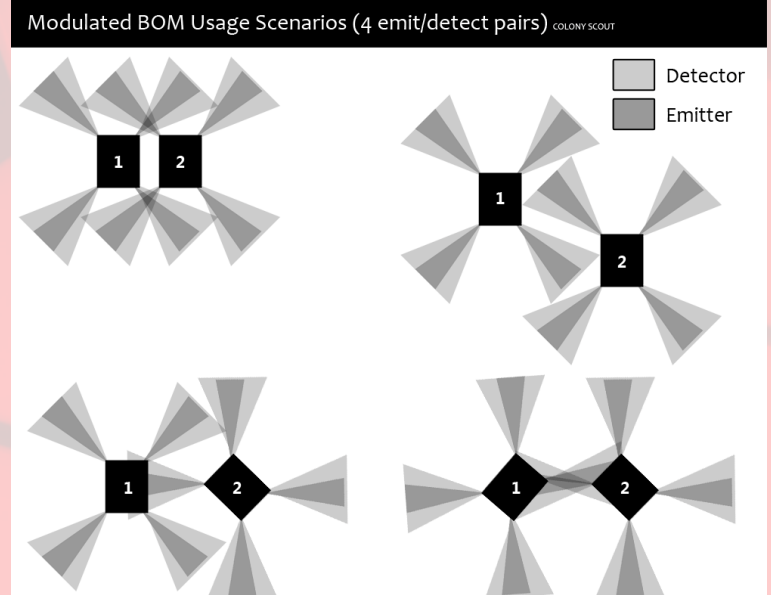 Modulated BOM Usage Scenarios (4 emit/detect pairs) COLONY SCOUT
Detector
Emitter
1 2
1
2
1 2
1 2